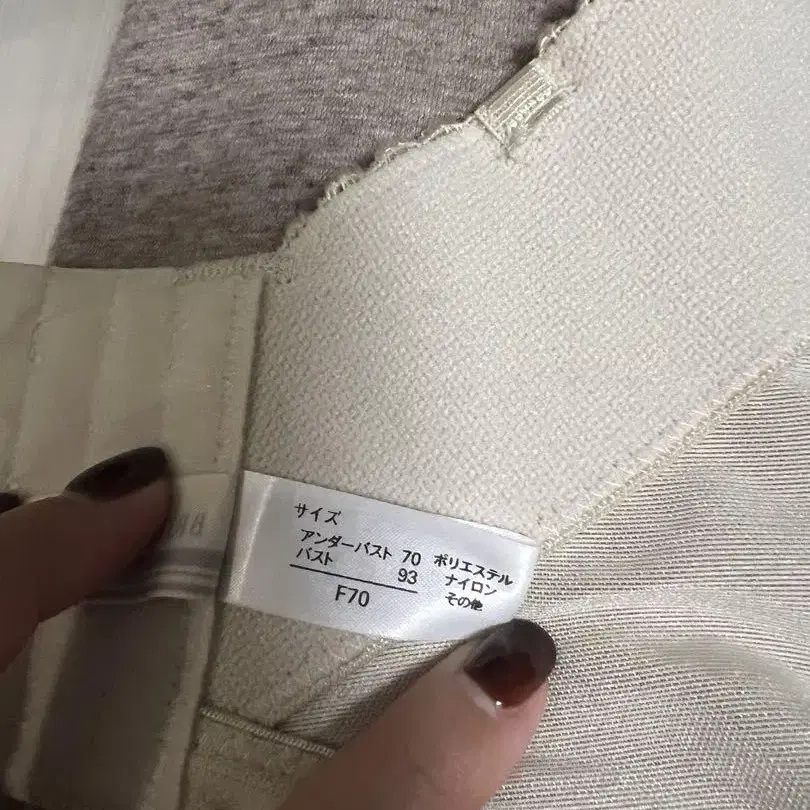 サイズ
アンダーバスト 70
バスト 93
F70
ポリエステル
ナイロン
その他